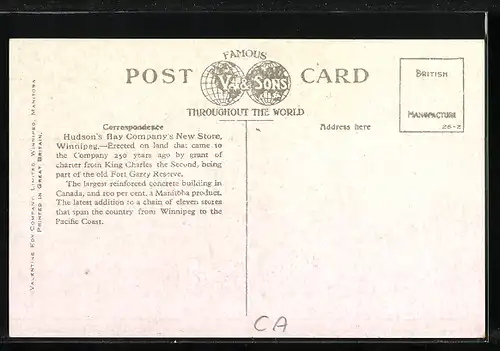 FAMOUS
POST CARD
VAL & SONS
THROUGHOUT THE WORLD
BRITISH
MANUFACTURE
28-2
Correspondence
Address here
Hudson's Bay Company's New Store,
Winnipeg.—Erected on land that came to
the Company 250 years ago by grant of
charter from King Charles the Second, being
part of the old Fort Garry Reserve.
The largest reinforced concrete building in
Canada, and 100 per cent. a Manitoba product.
The latest addition to a chain of eleven stores
that span the country from Winnipeg to the
Pacific Coast.
VALENTINE EDY COMPANY, LIMITED, WINNIPEG, MANITOBA
PRINTED IN GREAT BRITAIN.
CA